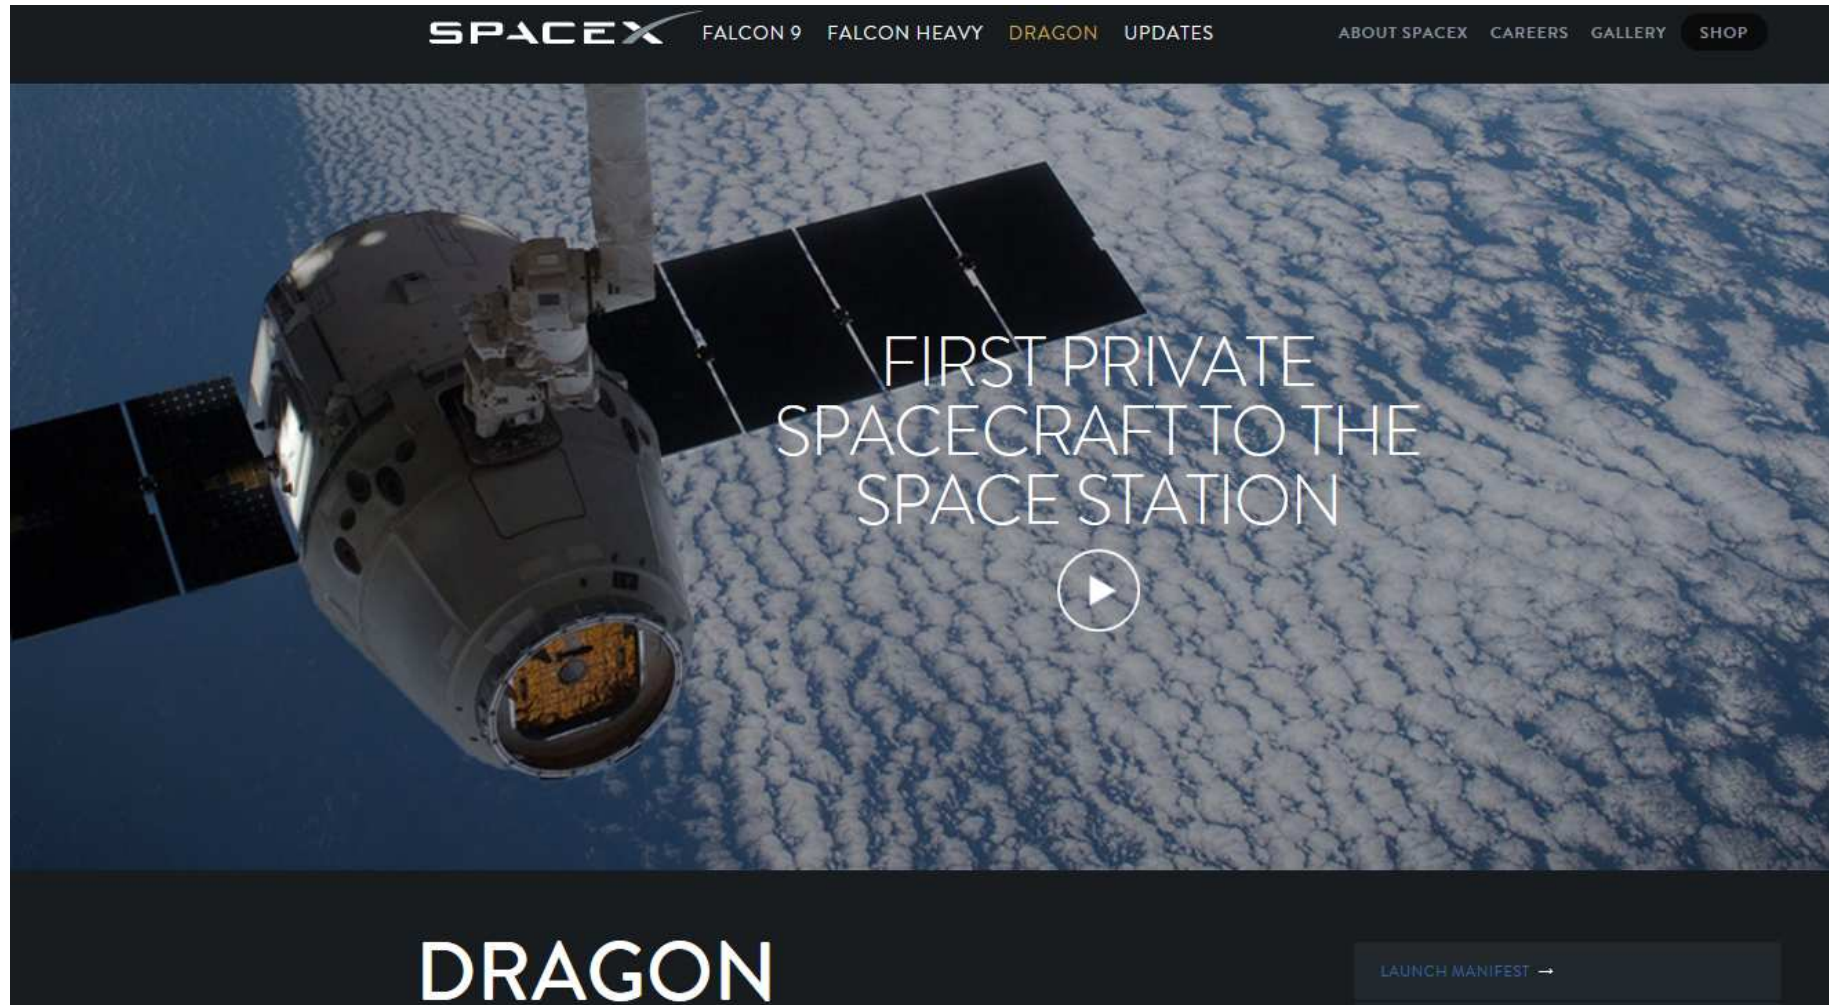 SPACEX FALCON 9 FALCON HEAVY DRAGON UPDATES ABOUT SPACEX CAREERS GALLERY SHOP
FIRST PRIVATE
SPACECRAFT TO THE
SPACE STATION
DRAGON
LAUNCH MANIFEST →